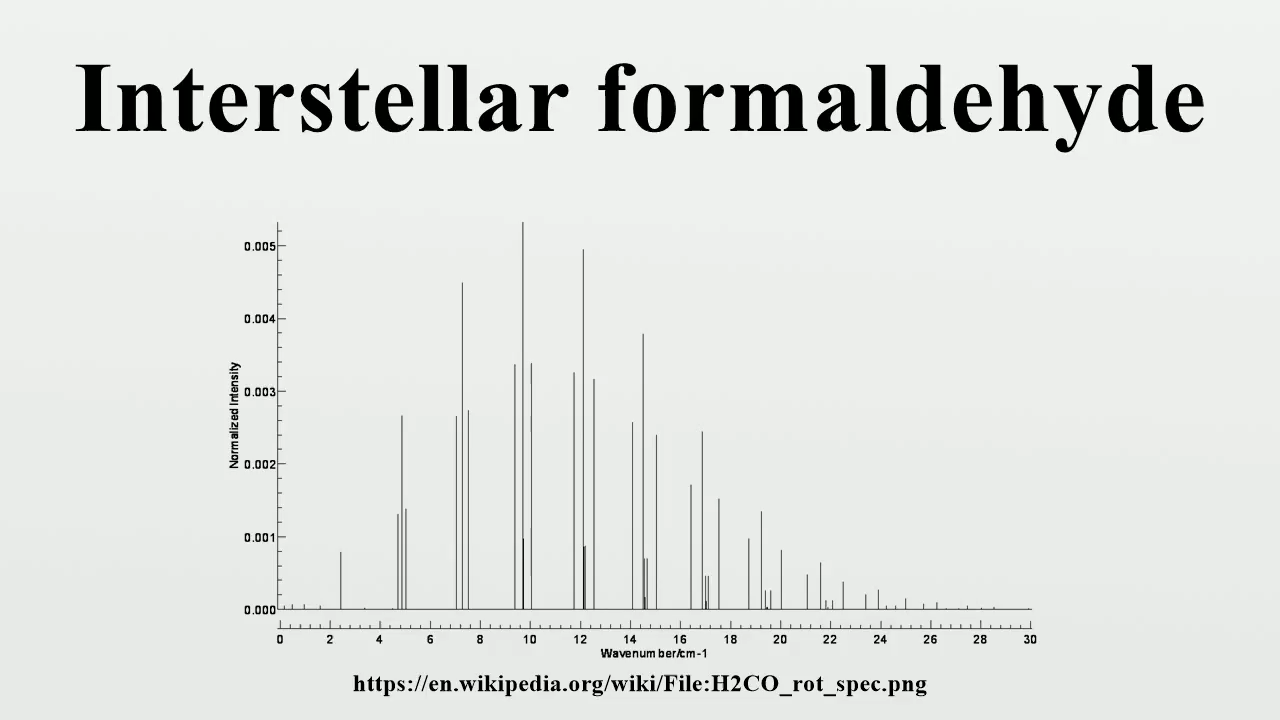 Interstellar formaldehyde
0.005
0.004
0.003
0.002
0.001
0.000
Normalized Intensity
0 2 4 6 8 10 12 14 16 18 20 22 24 26 28 30
Wavenumber/cm-1
https://en.wikipedia.org/wiki/File:H2CO_rot_spec.png